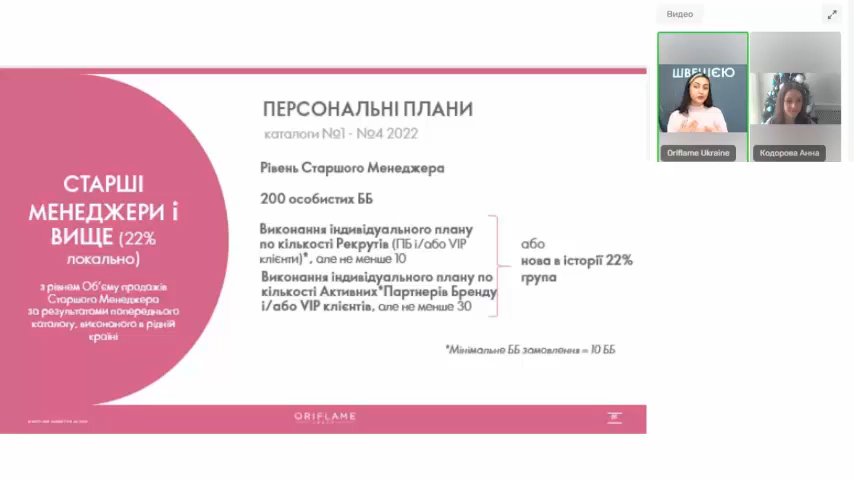 Видео
ШВЕЦІЄЮ
Oriflame Ukraine
Кодорова Анна
ПЕРСОНАЛЬНІ ПЛАНИ
каталоги №1 - №4 2022
СТАРШІ
МЕНЕДЖЕРИ і
ВИЩЕ (22%
локально)
з рівнем Об'єму продажів
Старшого Менеджера
за результатами попереднього
каталогу, виконаного в рідній
країні
Рівень Старшого Менеджера
200 особистих ББ
Виконання індивідуального плану
по кількості Рекрутів (ПБ і/або VIP
клієнти)*, але не менше 10
Виконання індивідуального плану по
кількості Активних*Партнерів Бренду
і/або VIP клієнтів, але не менше 30
або
нова в історії 22%
група
*Мінімальне ББ замовлення = 10 ББ
ORIFLAME